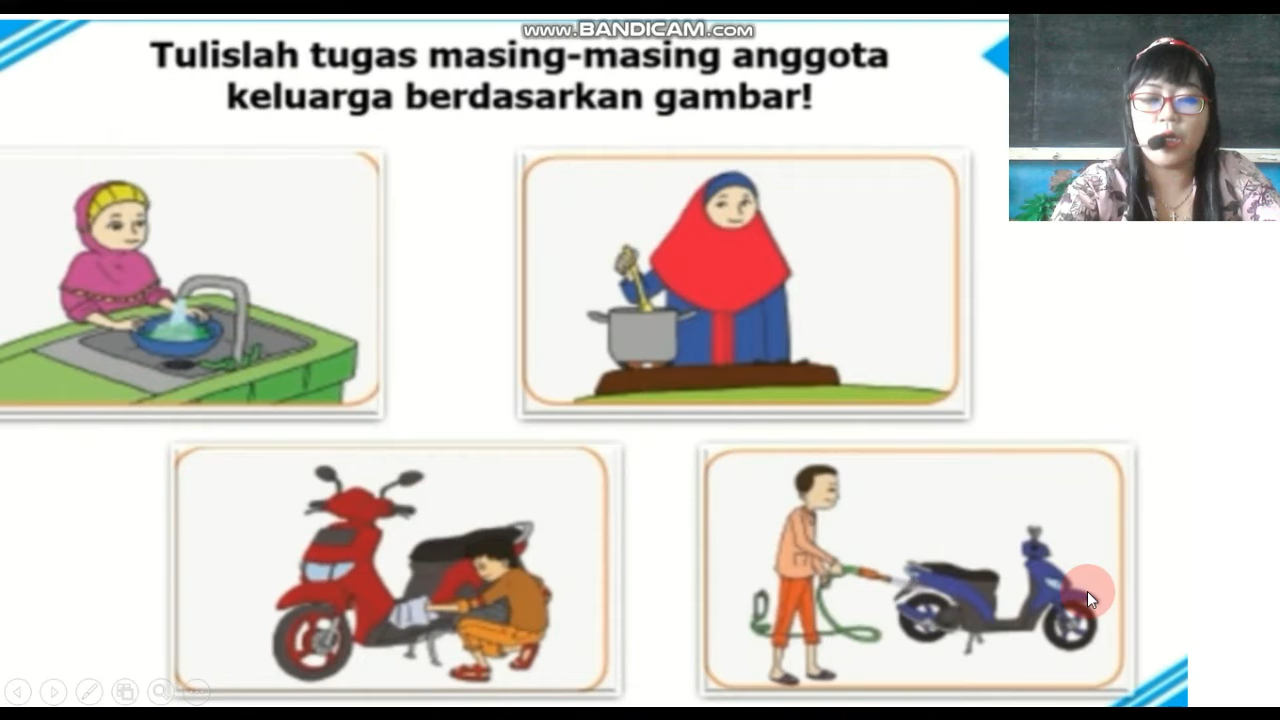 WWW.BANDICAM.COM
Tulislah tugas masing-masing anggota
keluarga berdasarkan gambar!